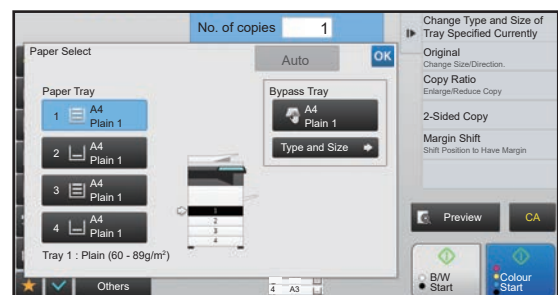 No. of copies 1
Paper Select
Auto
OK
Paper Tray
1 A4
Plain 1
2 A4
Plain 1
3 A4
Plain 1
4 A4
Plain 1
Tray 1 : Plain (60 - 89g/m²)
Bypass Tray
A4
Plain 1
Type and Size
1
2
3
4
Others
4 A3
Change Type and Size of
Tray Specified Currently
Original
Change Size/Direction.
Copy Ratio
Enlarge/Reduce Copy
2-Sided Copy
Margin Shift
Shift Position to Have Margin
Preview
CA
B/W
Start
Colour
Start